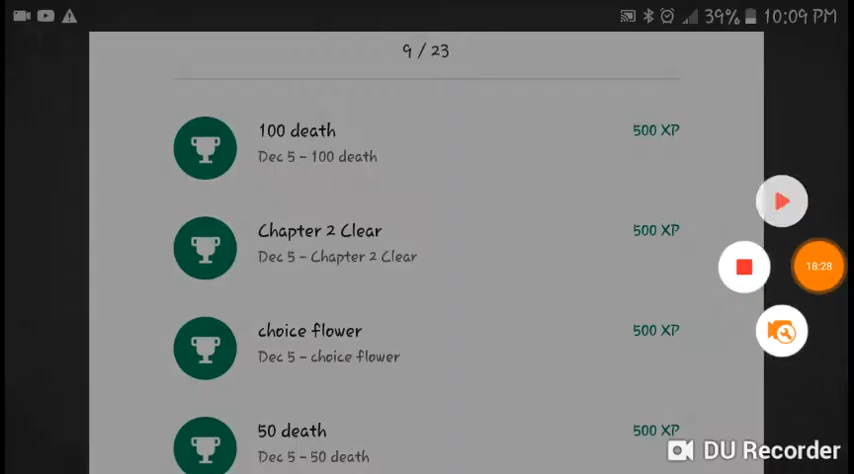 39% 10:09 PM
9 / 23
100 death 500 XP
Dec 5 – 100 death
Chapter 2 Clear 500 XP
Dec 5 – Chapter 2 Clear
choice flower 500 XP
Dec 5 – choice flower
50 death 500 XP
Dec 5 – 50 death
18:28
DU Recorder